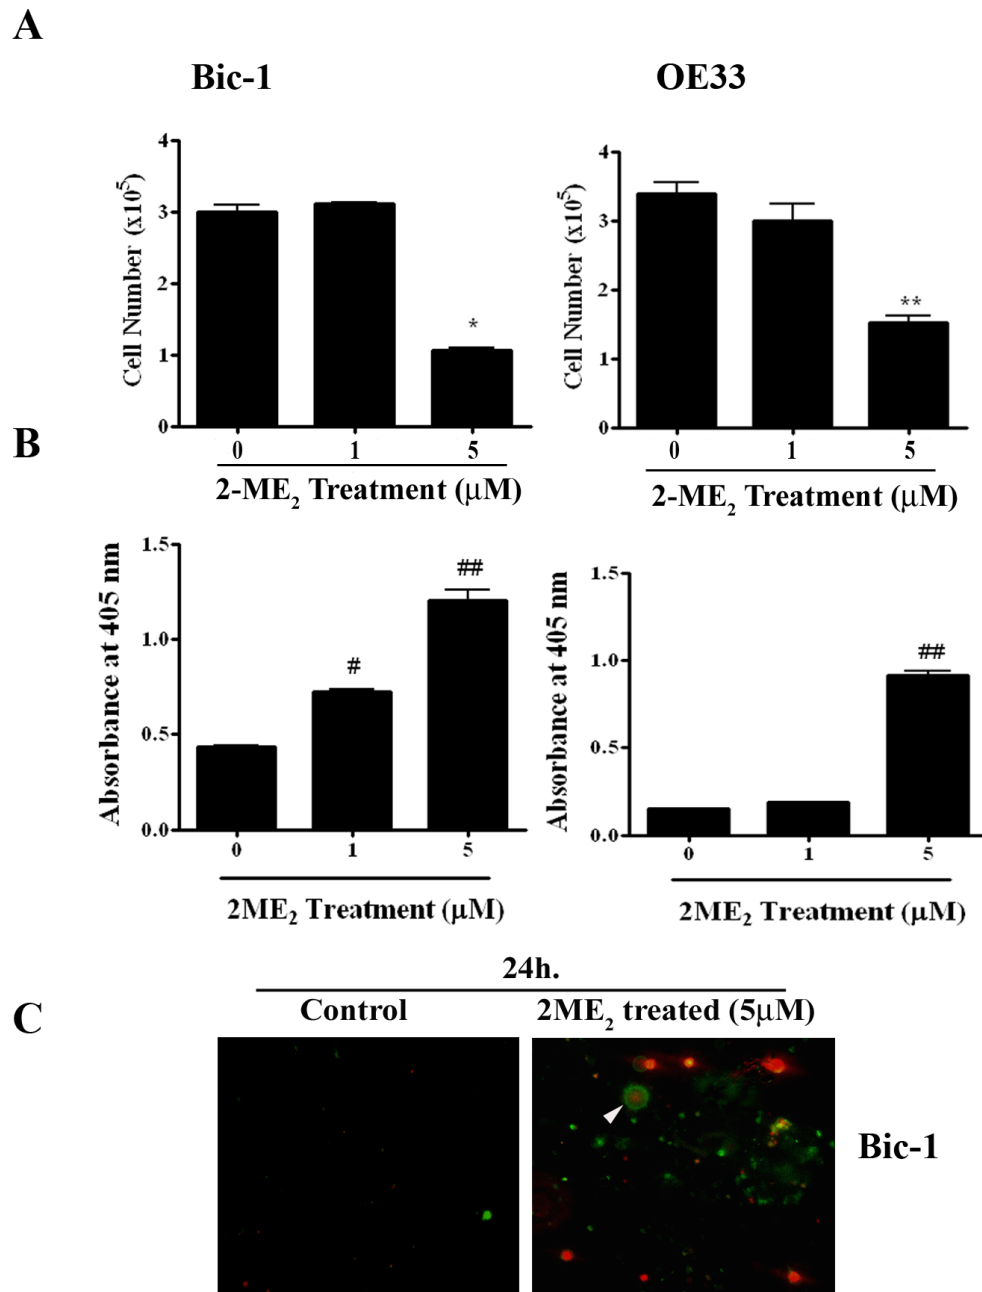 A
Bic-1
OE33
Cell Number (x10⁵)
4
3
2
1
0
*
0 1 5
2-ME₂ Treatment (μM)
Cell Number (x10⁵)
4
3
2
1
0
**
0 1 5
2-ME₂ Treatment (μM)
B
Absorbance at 405 nm
1.5
1.0
0.5
0.0
#
##
0 1 5
2ME₂ Treatment (μM)
Absorbance at 405 nm
1.5
1.0
0.5
0.0
##
0 1 5
2ME₂ Treatment (μM)
24h.
C
Control
2ME₂ treated (5μM)
Bic-1